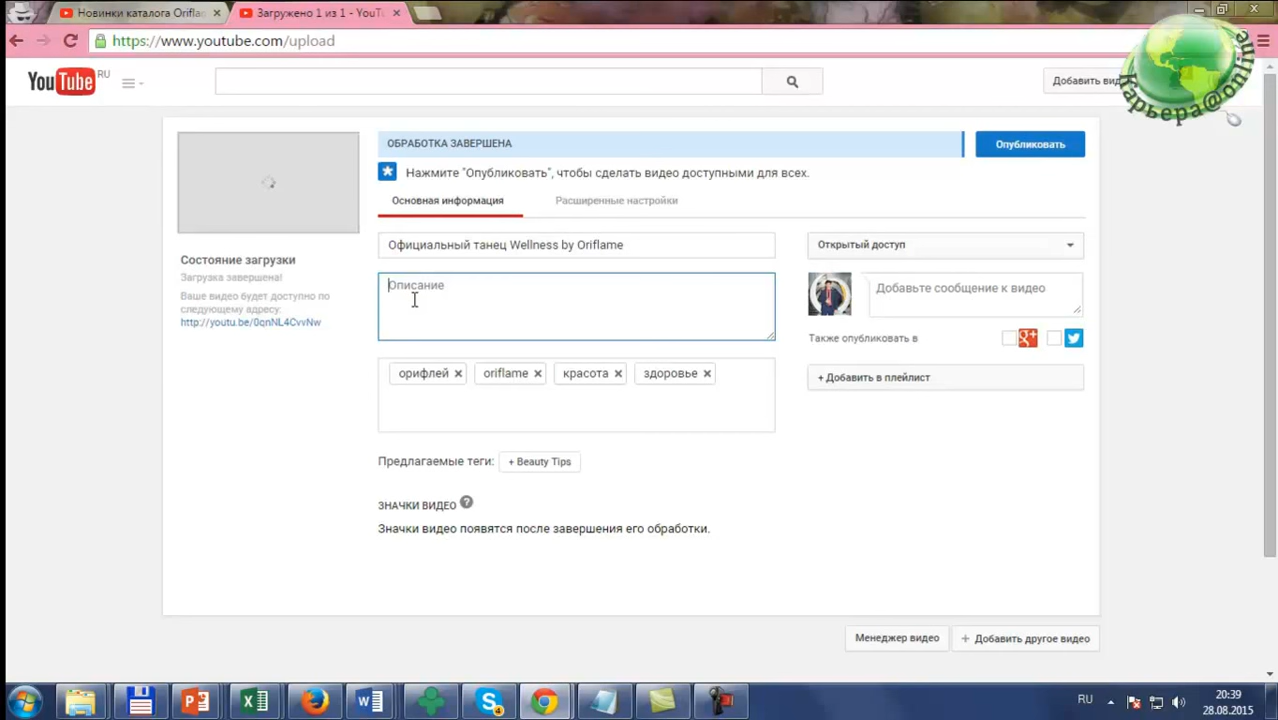 Новинки каталога Orifla
Загружено 1 из 1 - YouT
https://www.youtube.com/upload
YouTube RU
Добавить вид
Карьера@online
ОБРАБОТКА ЗАВЕРШЕНА
Опубликовать
Нажмите "Опубликовать", чтобы сделать видео доступными для всех.
Основная информация
Расширенные настройки
Официальный танец Wellness by Oriflame
Открытый доступ
Состояние загрузки
Загрузка завершена!
Ваше видео будет доступно по
следующему адресу:
http://youtu.be/0qnNL4CvvNw
Описание
Добавьте сообщение к видео
Также опубликовать в
g+
орифлей
oriflame
красота
здоровье
+ Добавить в плейлист
Предлагаемые теги:
+ Beauty Tips
ЗНАЧКИ ВИДЕО ?
Значки видео появятся после завершения его обработки.
Менеджер видео
+ Добавить другое видео
RU
20:39
28.08.2015